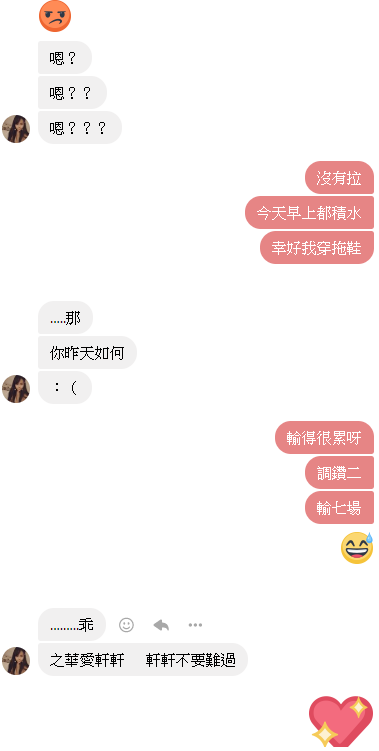 嗯？
嗯？？
嗯？？？
沒有拉
今天早上都積水
幸好我穿拖鞋
.....那
你昨天如何
：（
輸得很累呀
調鑽二
輸七場
.........乖
之華愛軒軒　軒軒不要難過